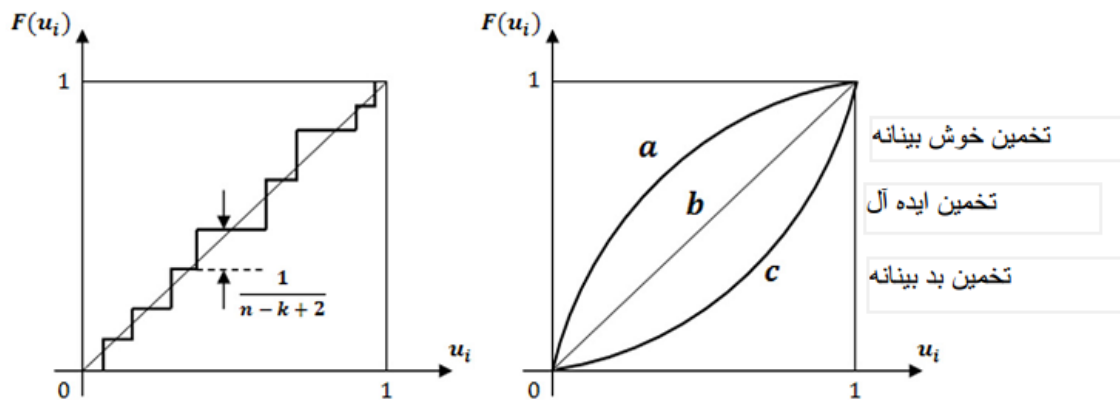 F(u_i)
1
1
n − k + 2
0
1
u_i
F(u_i)
1
a
b
c
0
1
u_i
تخمین خوش بینانه
تخمین ایده آل
تخمین بد بینانه